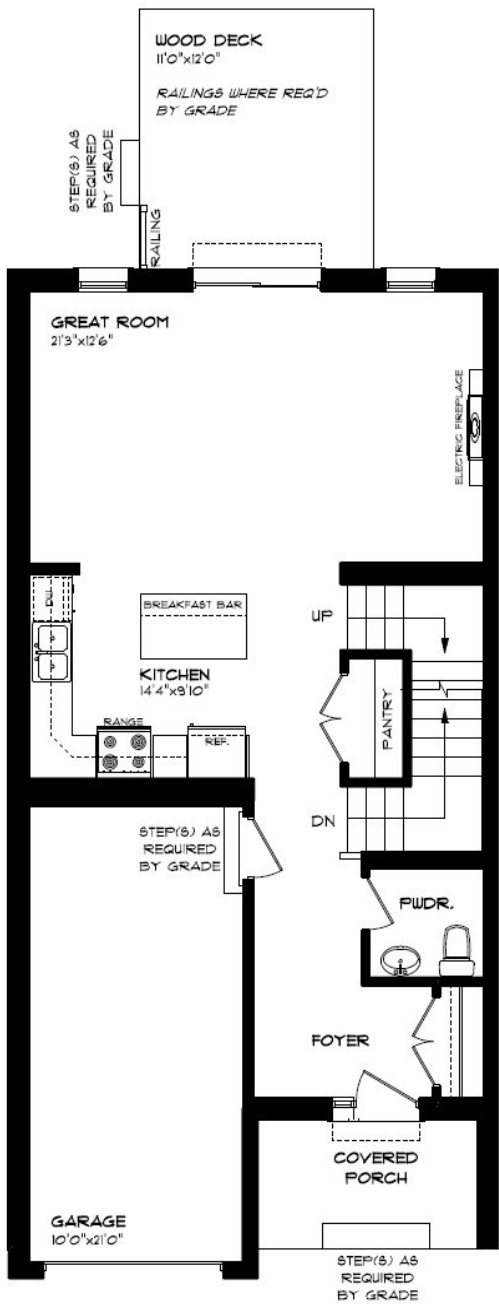 WOOD DECK
11'0"x12'0"
RAILINGS WHERE REQ'D
BY GRADE
STEP(S) AS
REQUIRED
BY GRADE
RAILING
GREAT ROOM
21'3"x12'6"
ELECTRIC FIREPLACE
DW.
BREAKFAST BAR
UP
KITCHEN
14'4"x9'10"
PANTRY
RANGE
REF.
DN
STEP(S) AS
REQUIRED
BY GRADE
PWDR.
FOYER
COVERED
PORCH
GARAGE
10'0"x21'0"
STEP(S) AS
REQUIRED
BY GRADE